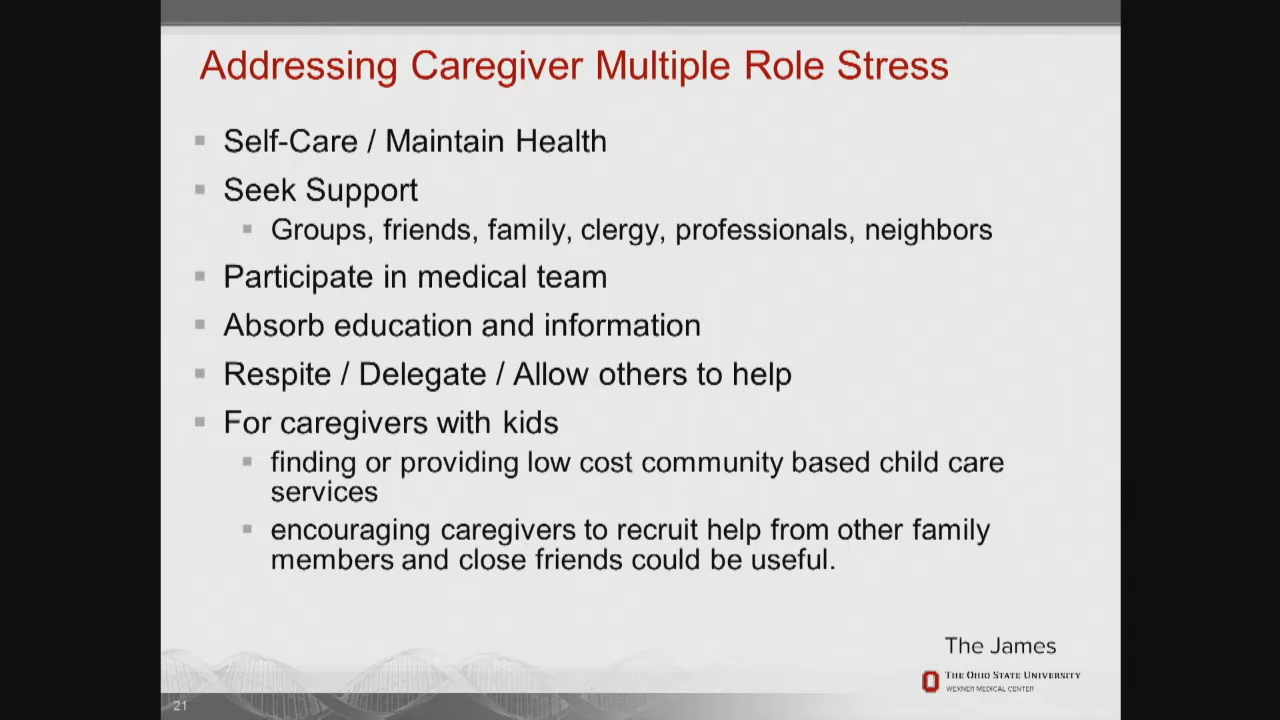 Addressing Caregiver Multiple Role Stress
Self-Care / Maintain Health
Seek Support
Groups, friends, family, clergy, professionals, neighbors
Participate in medical team
Absorb education and information
Respite / Delegate / Allow others to help
For caregivers with kids
finding or providing low cost community based child care
services
encouraging caregivers to recruit help from other family
members and close friends could be useful.
The James
THE OHIO STATE UNIVERSITY
WEXNER MEDICAL CENTER
21